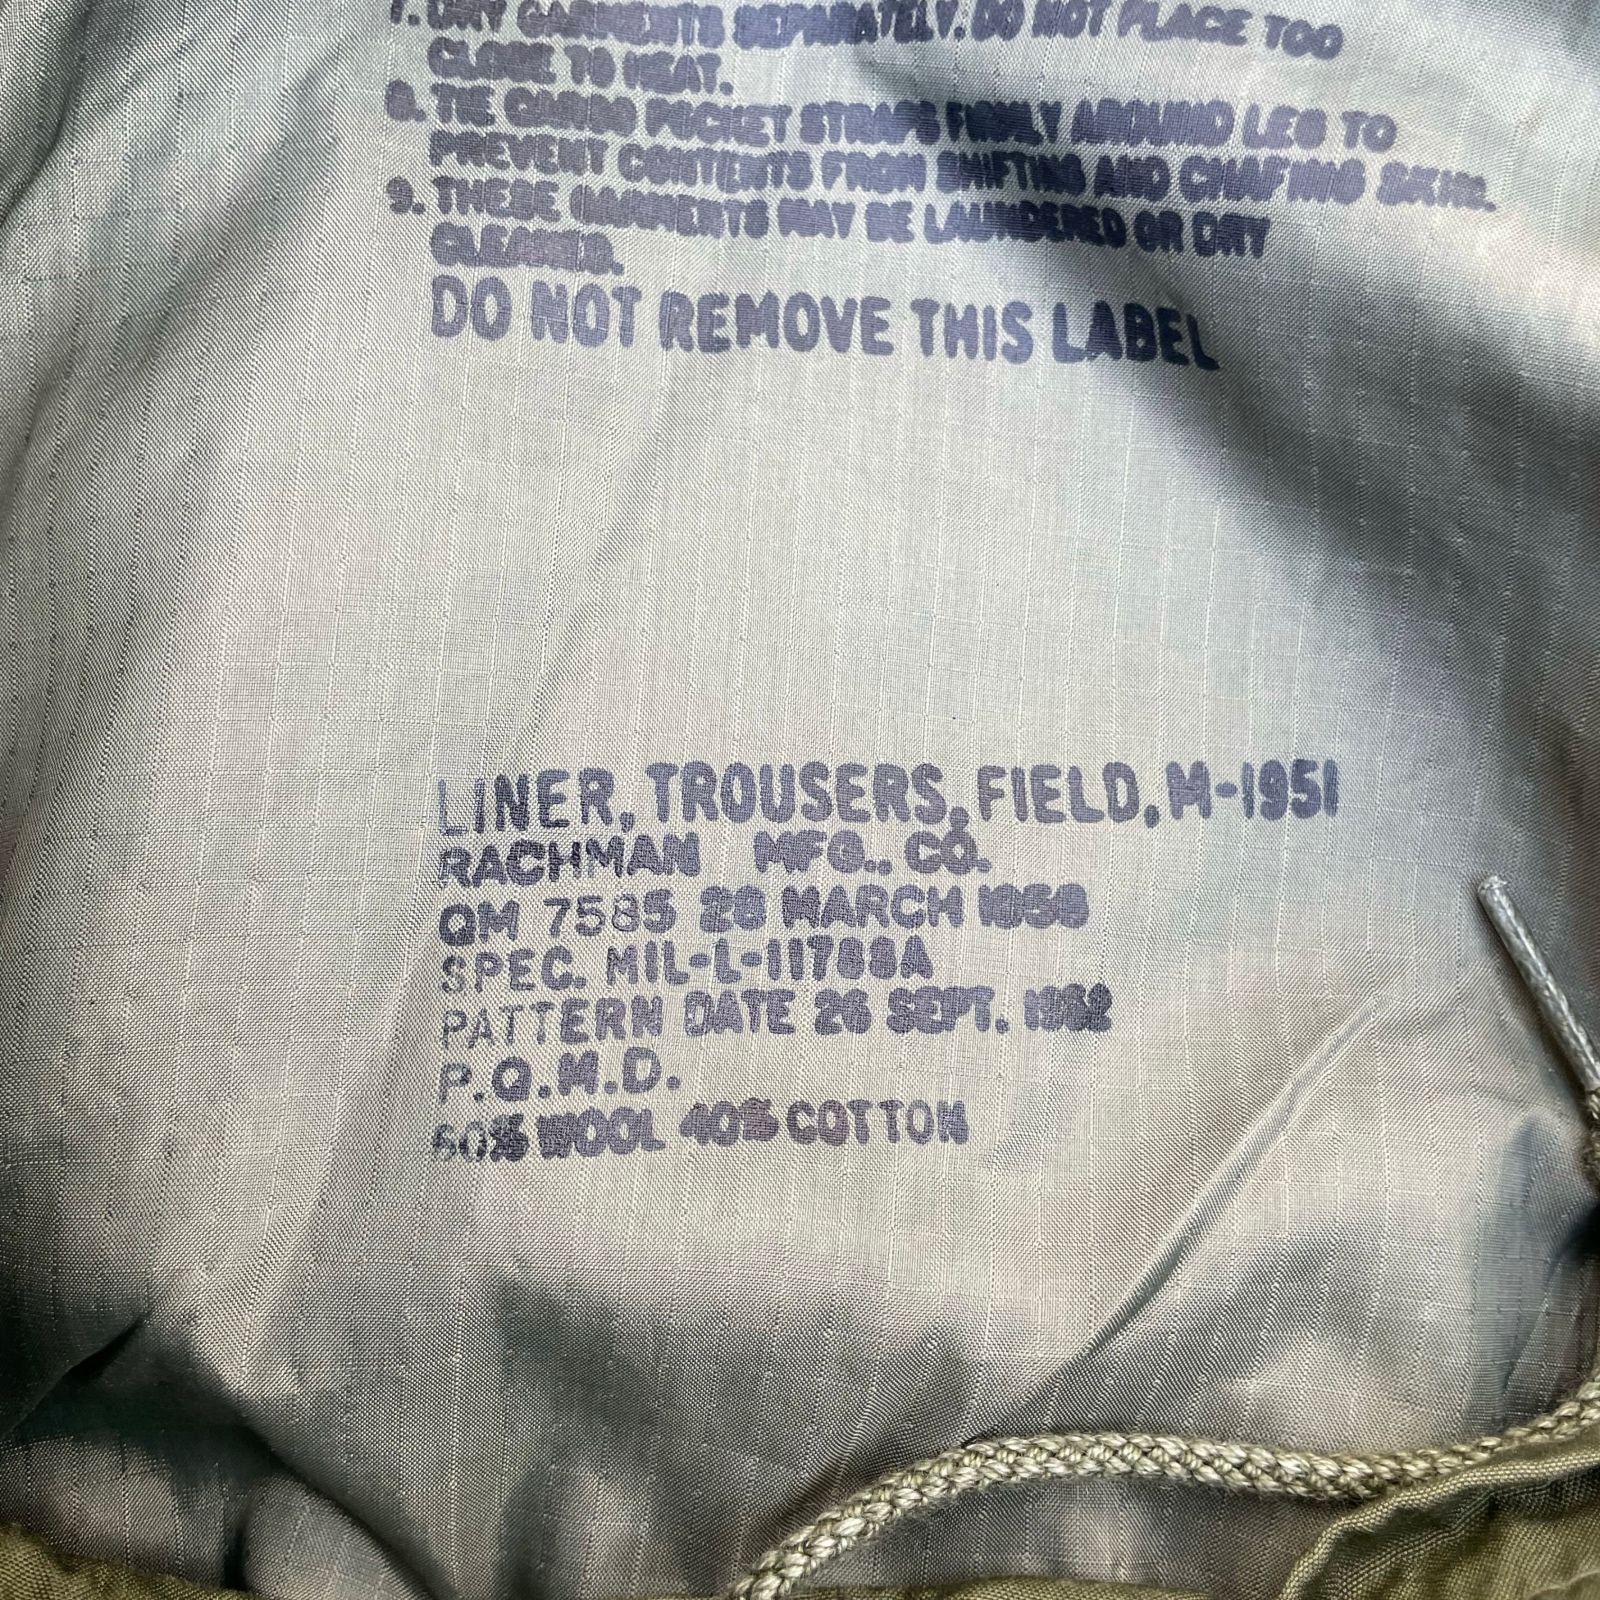 7. DRY GARMENTS SEPARATELY. DO NOT PLACE TOO
CLOSE TO HEAT.
8. TIE CARGO POCKET STRAPS FIRMLY AROUND LEG TO
PREVENT CONTENTS FROM SHIFTING AND CHAFING SKIN.
9. THESE GARMENTS MAY BE LAUNDERED OR DRY
CLEANED.
DO NOT REMOVE THIS LABEL
LINER, TROUSERS, FIELD, M-1951
RACHMAN MFG., CO.
QM 7585 MARCH
SPEC. MIL-L-11788A
PATTERN DATE 26 SEPT. 1952
P.Q.M.D.
60% WOOL 40% COTTON